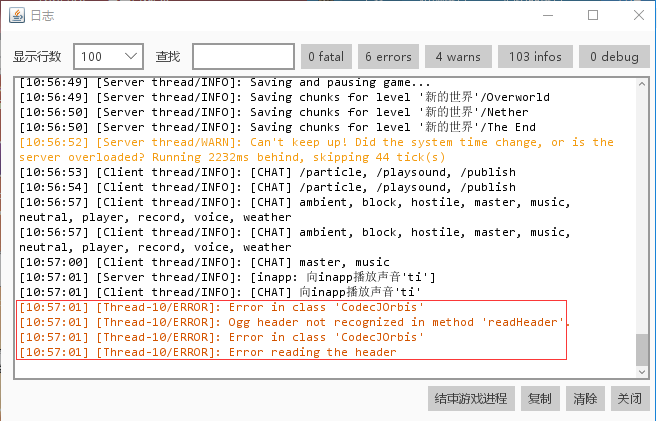 日志
显示行数 100 查找 0 fatal 6 errors 4 warns 103 infos 0 debug
[10:56:49] [Server thread/INFO]: Saving and pausing game...
[10:56:49] [Server thread/INFO]: Saving chunks for level '新的世界'/Overworld
[10:56:50] [Server thread/INFO]: Saving chunks for level '新的世界'/Nether
[10:56:50] [Server thread/INFO]: Saving chunks for level '新的世界'/The End
[10:56:52] [Server thread/WARN]: Can't keep up! Did the system time change, or is the
server overloaded? Running 2232ms behind, skipping 44 tick(s)
[10:56:53] [Client thread/INFO]: [CHAT] /particle, /playsound, /publish
[10:56:54] [Client thread/INFO]: [CHAT] /particle, /playsound, /publish
[10:56:57] [Client thread/INFO]: [CHAT] ambient, block, hostile, master, music,
neutral, player, record, voice, weather
[10:56:57] [Client thread/INFO]: [CHAT] ambient, block, hostile, master, music,
neutral, player, record, voice, weather
[10:57:00] [Client thread/INFO]: [CHAT] master, music
[10:57:01] [Server thread/INFO]: [inapp: 向inapp播放声音'ti']
[10:57:01] [Client thread/INFO]: [CHAT] 向inapp播放声音'ti'
[10:57:01] [Thread-10/ERROR]: Error in class 'CodecJOrbis'
[10:57:01] [Thread-10/ERROR]: Ogg header not recognized in method 'readHeader'.
[10:57:01] [Thread-10/ERROR]: Error in class 'CodecJOrbis'
[10:57:01] [Thread-10/ERROR]: Error reading the header
结束游戏进程 复制 清除 关闭